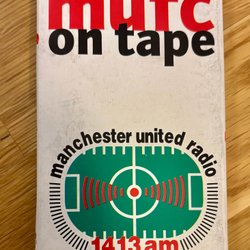 mufc
on tape
manchester united radio
1413 am